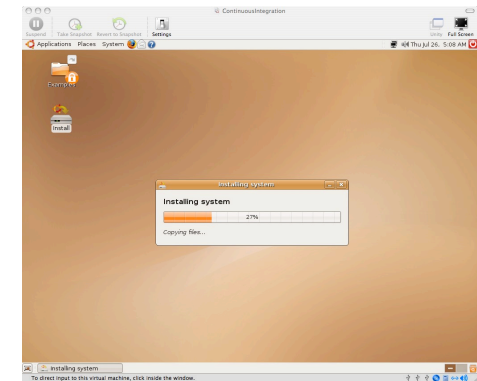 ContinuousIntegration
Suspend Take Snapshot Revert to Snapshot Settings Unity Full Screen
Applications Places System Thu Jul 26, 5:08 AM
Examples
Install
Installing system
Installing system
27%
Copying files...
Installing system
To direct input to this virtual machine, click inside the window.